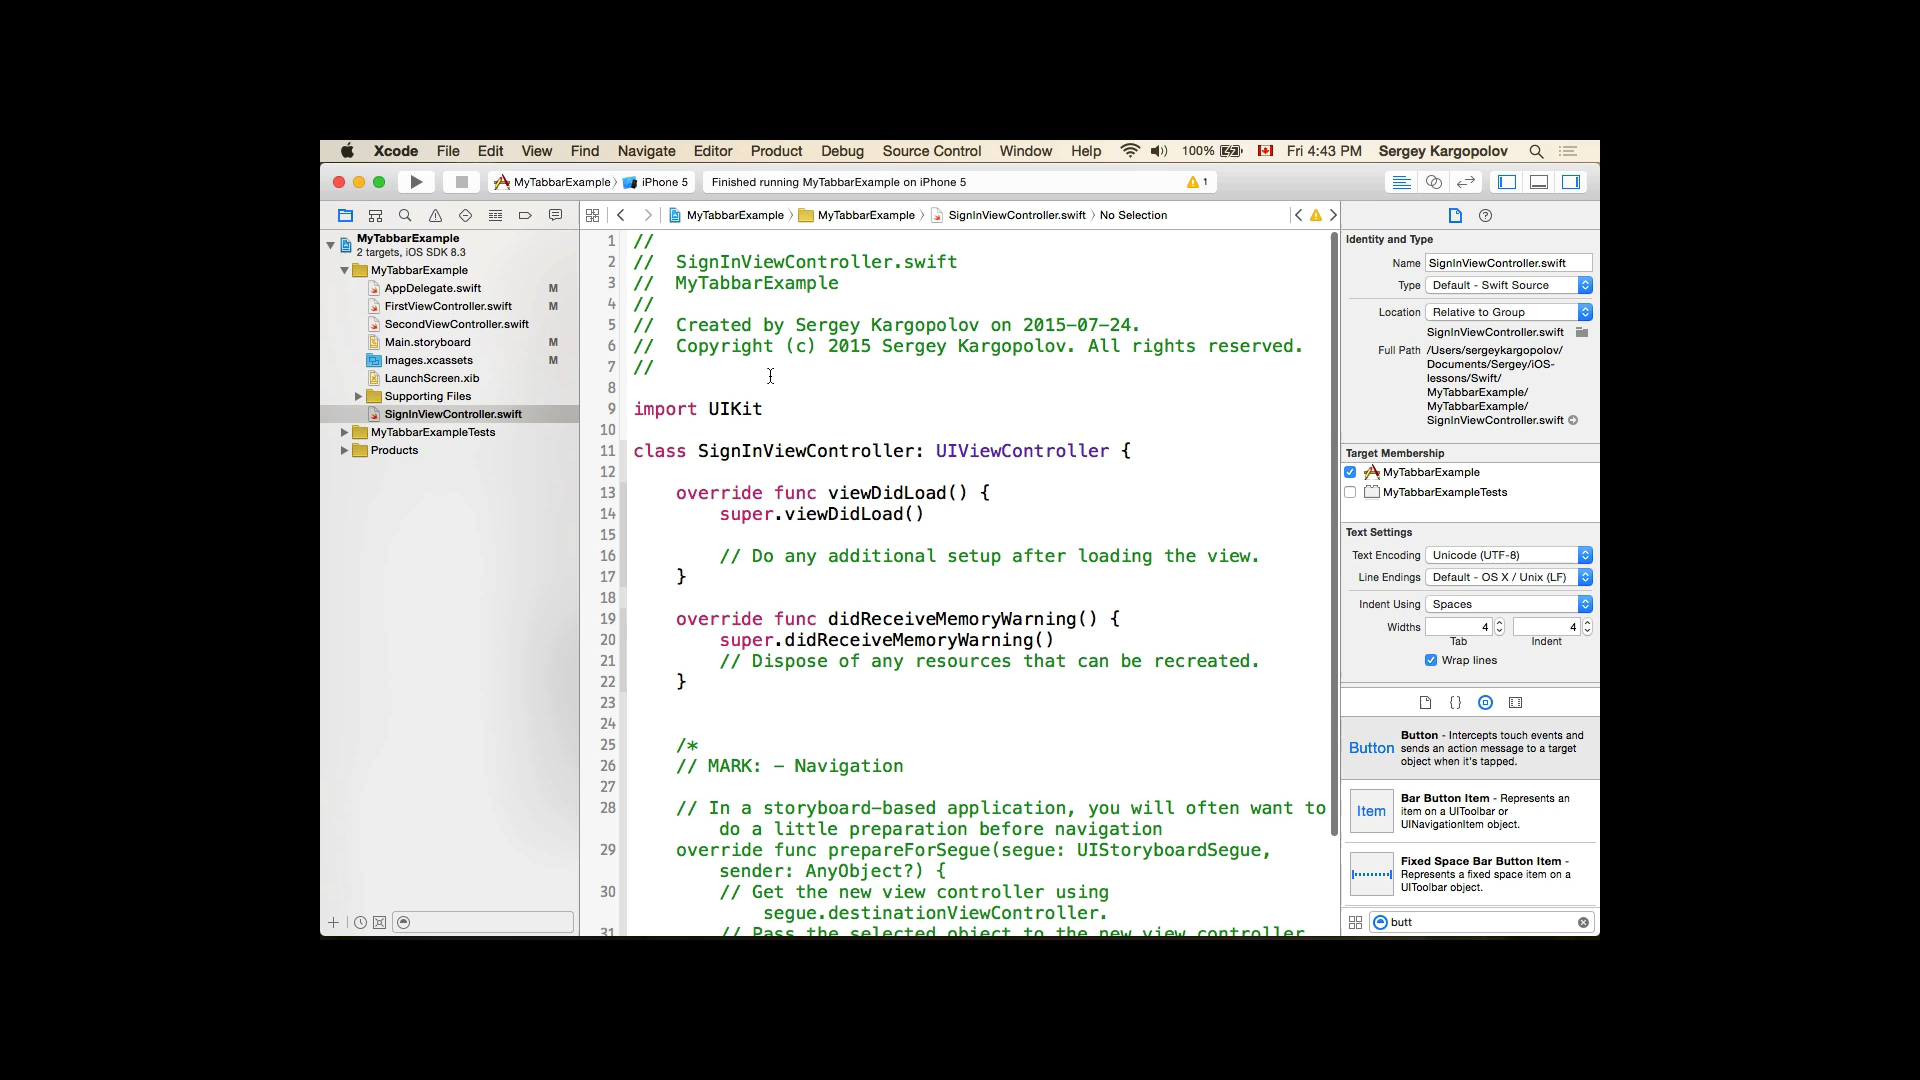 Xcode File Edit View Find Navigate Editor Product Debug Source Control Window Help 100% Fri 4:43 PM Sergey Kargopolov
MyTabbarExample iPhone 5 Finished running MyTabbarExample on iPhone 5 1
MyTabbarExample MyTabbarExample SignInViewController.swift No Selection
MyTabbarExample
2 targets, iOS SDK 8.3
MyTabbarExample
AppDelegate.swift M
FirstViewController.swift M
SecondViewController.swift
Main.storyboard M
Images.xcassets M
LaunchScreen.xib
Supporting Files
SignInViewController.swift
MyTabbarExampleTests
Products
1 //
2 //  SignInViewController.swift
3 //  MyTabbarExample
4 //
5 //  Created by Sergey Kargopolov on 2015-07-24.
6 //  Copyright (c) 2015 Sergey Kargopolov. All rights reserved.
7 //
8
9 import UIKit
10
11 class SignInViewController: UIViewController {
12
13 override func viewDidLoad() {
14 super.viewDidLoad()
15
16 // Do any additional setup after loading the view.
17 }
18
19 override func didReceiveMemoryWarning() {
20 super.didReceiveMemoryWarning()
21 // Dispose of any resources that can be recreated.
22 }
23
24
25 /*
26 // MARK: - Navigation
27
28 // In a storyboard-based application, you will often want to
do a little preparation before navigation
29 override func prepareForSegue(segue: UIStoryboardSegue,
sender: AnyObject?) {
30 // Get the new view controller using
segue.destinationViewController.
31 // Pass the selected object to the new view controller
Identity and Type
Name SignInViewController.swift
Type Default - Swift Source
Location Relative to Group
SignInViewController.swift
Full Path /Users/sergeykargopolov/
Documents/Sergey/iOS-
lessons/Swift/
MyTabbarExample/
MyTabbarExample/
SignInViewController.swift
Target Membership
MyTabbarExample
MyTabbarExampleTests
Text Settings
Text Encoding Unicode (UTF-8)
Line Endings Default - OS X / Unix (LF)
Indent Using Spaces
Widths 4 4
Tab Indent
Wrap lines
{}
Button Button - Intercepts touch events and
sends an action message to a target
object when it's tapped.
Item Bar Button Item - Represents an
item on a UIToolbar or
UINavigationItem object.
Fixed Space Bar Button Item -
Represents a fixed space item on a
UIToolbar object.
butt